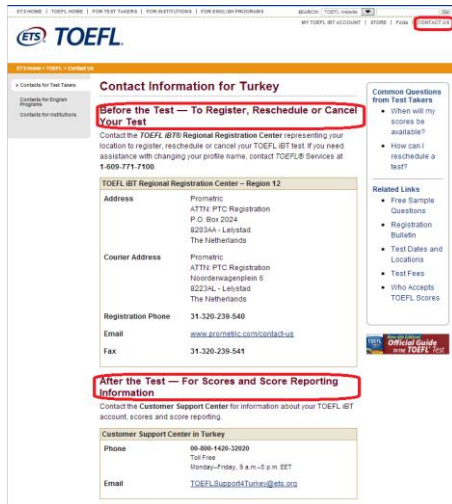 ETS HOME | TOEFL HOME | FOR TEST TAKERS | FOR INSTITUTIONS | FOR ENGLISH PROGRAMS
SEARCH: TOEFL Website Go
MY TOEFL IBT ACCOUNT | STORE | FAQs | CONTACT US
ETS TOEFL.
ETS Home > TOEFL > Contact Us
Contacts for Test Takers
Contacts for English Programs
Contacts for Institutions
Contact Information for Turkey
Before the Test — To Register, Reschedule or Cancel
Your Test
Contact the TOEFL iBT® Regional Registration Center representing your
location to register, reschedule or cancel your TOEFL iBT test. If you need
assistance with changing your profile name, contact TOEFL® Services at
1-609-771-7100.
TOEFL iBT Regional Registration Center – Region 12
Address Prometric
ATTN: PTC Registration
P.O. Box 2024
8203AA - Lelystad
The Netherlands
Courier Address Prometric
ATTN: PTC Registration
Noorderwagenplein 6
8223AL - Lelystad
The Netherlands
Registration Phone 31-320-239-540
Email www.prometric.com/contact-us
Fax 31-320-239-541
After the Test — For Scores and Score Reporting
Information
Contact the Customer Support Center for information about your TOEFL iBT
account, scores and score reporting.
Customer Support Center in Turkey
Phone 00-800-1420-32020
Toll Free
Monday–Friday, 9 a.m.–5 p.m. EET
Email TOEFLSupport4Turkey@ets.org
Common Questions
from Test Takers
When will my
scores be
available?
How can I
reschedule a
test?
Related Links
Free Sample
Questions
Registration
Bulletin
Test Dates and
Locations
Test Fees
Who Accepts
TOEFL Scores
Official Guide
TO THE TOEFL Test